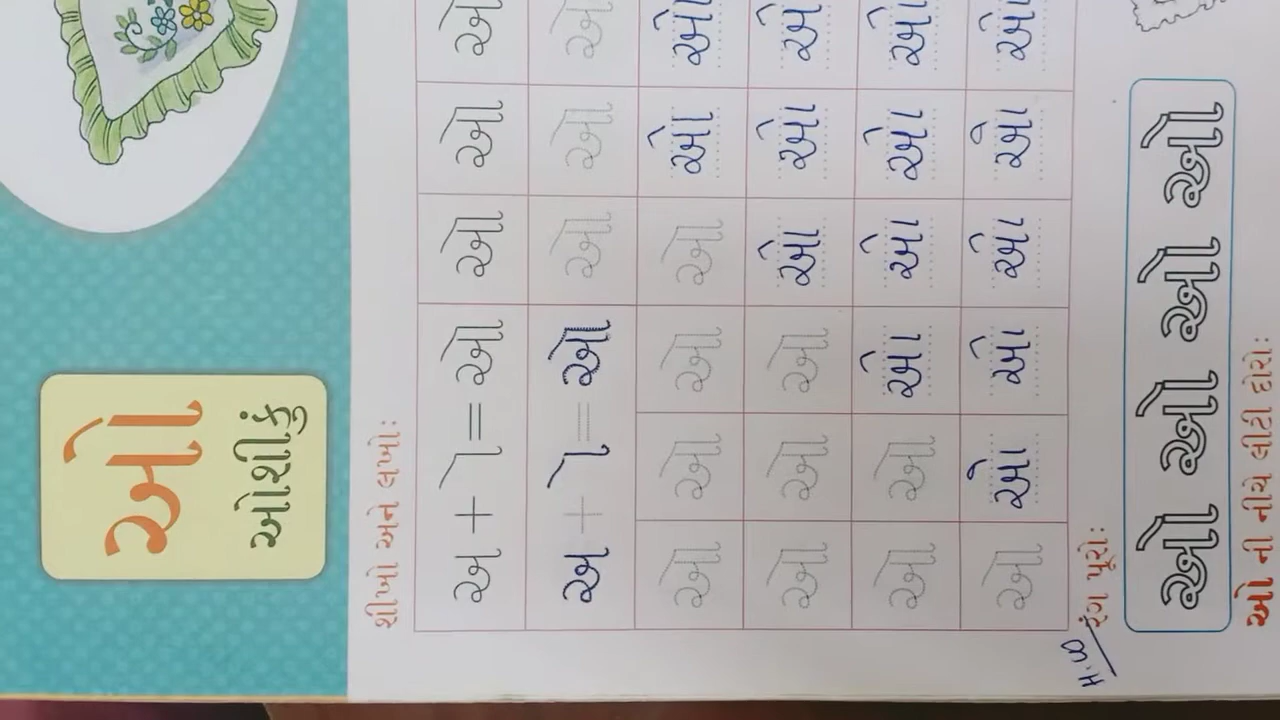 ઓ
ઓશીકું
શીખો અને લખો:
અ + ો = ઓ ઓ ઓ ઓ
અ + ો = ઓ ઓ ઓ ઓ
ઓ ઓ ઓ ઓ ઓ ઓ
ઓ ઓ ઓ ઓ ઓ ઓ
ઓ ઓ ઓ ઓ ઓ ઓ
ઓ ઓ ઓ ઓ ઓ ઓ
H.W રંગ પૂરો:
ઓ ઓ ઓ ઓ
ઓ ની નીચે લીટી દોરો: